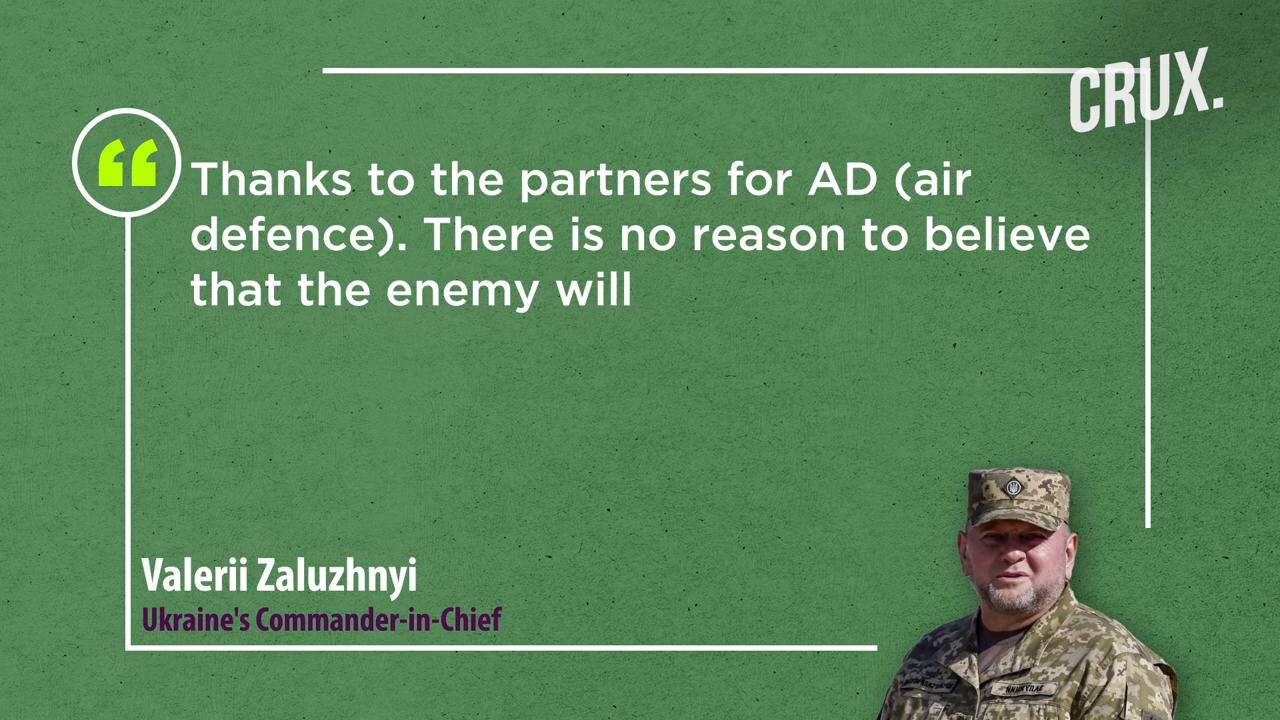 CRUX.
Thanks to the partners for AD (air
defence). There is no reason to believe
that the enemy will
Valerii Zaluzhnyi
Ukraine's Commander-in-Chief